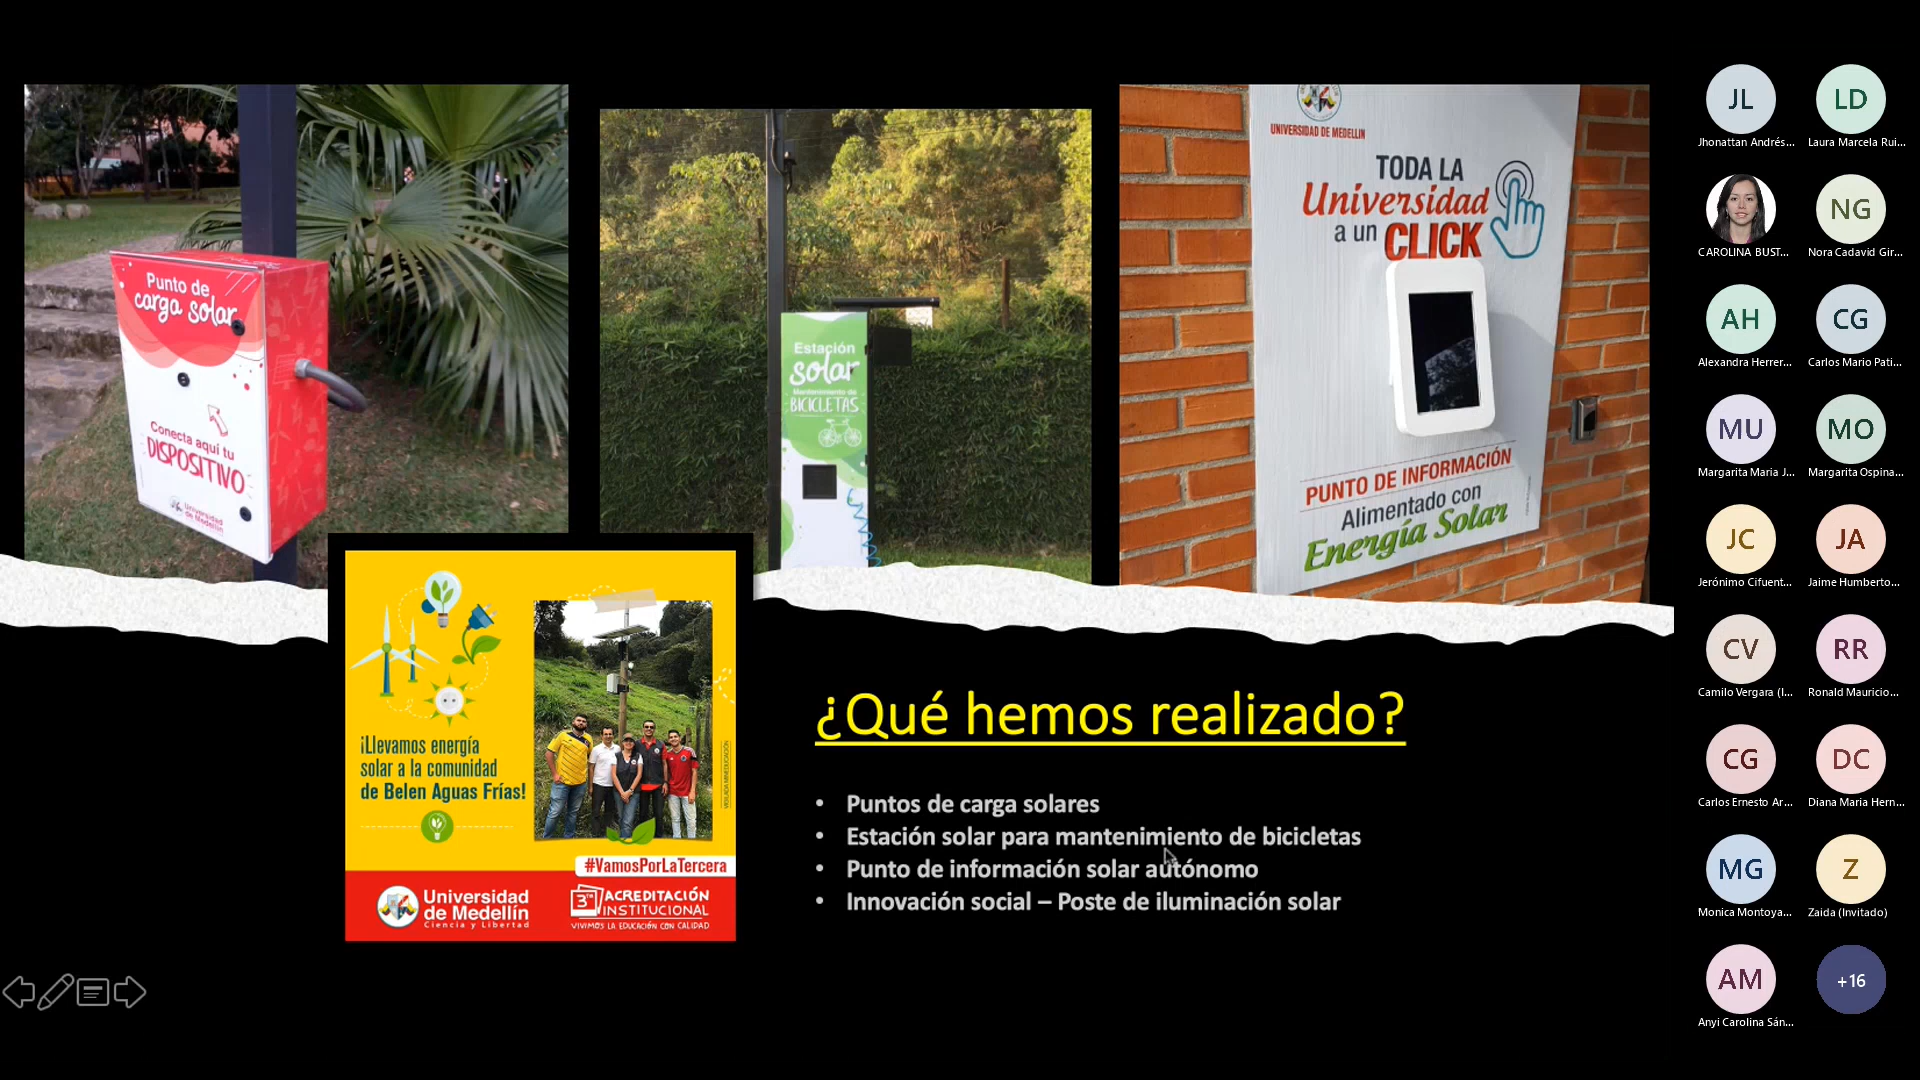 Punto de
carga solar
Conecta aquí tu
DISPOSITIVO
Universidad
de Medellín
Estación
solar
Mantenimiento de
BICICLETAS
UNIVERSIDAD DE MEDELLIN
TODA LA
Universidad
a un CLICK
PUNTO DE INFORMACIÓN
Alimentado con
Energía Solar
¡Llevamos energía
solar a la comunidad
de Belen Aguas Frías!
VIGILADA MINEDUCACIÓN
#VamosPorLaTercera
Universidad
de Medellín
Ciencia y Libertad
3RA ACREDITACIÓN
INSTITUCIONAL
VIVIMOS LA EDUCACIÓN CON CALIDAD
¿Qué hemos realizado?
• Puntos de carga solares
• Estación solar para mantenimiento de bicicletas
• Punto de información solar autónomo
• Innovación social – Poste de iluminación solar
JL
LD
Jhonattan Andrés...
Laura Marcela Rui...
CAROLINA BUST...
NG
Nora Cadavid Gir...
AH
CG
Alexandra Herrer...
Carlos Mario Pati...
MU
MO
Margarita Maria J...
Margarita Ospina...
JC
JA
Jerónimo Cifuent...
Jaime Humberto...
CV
RR
Camilo Vergara (I...
Ronald Mauricio...
CG
DC
Carlos Ernesto Ar...
Diana Maria Hern...
MG
Z
Monica Montoya...
Zaida (Invitado)
AM
+16
Anyi Carolina Sán...